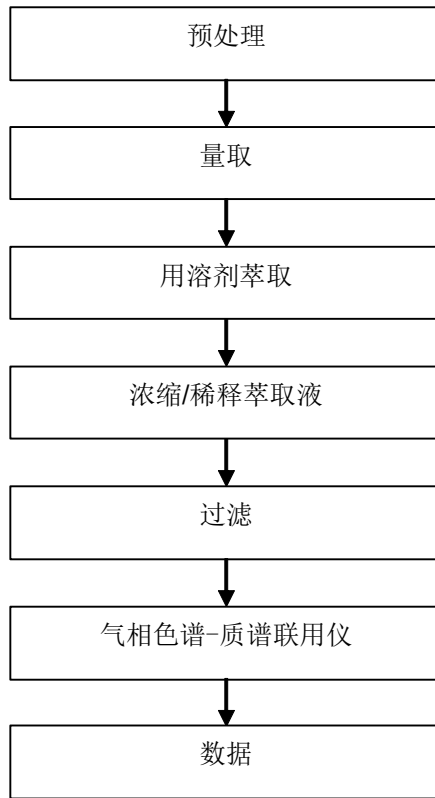 预处理
量取
用溶剂萃取
浓缩/稀释萃取液
过滤
气相色谱-质谱联用仪
数据